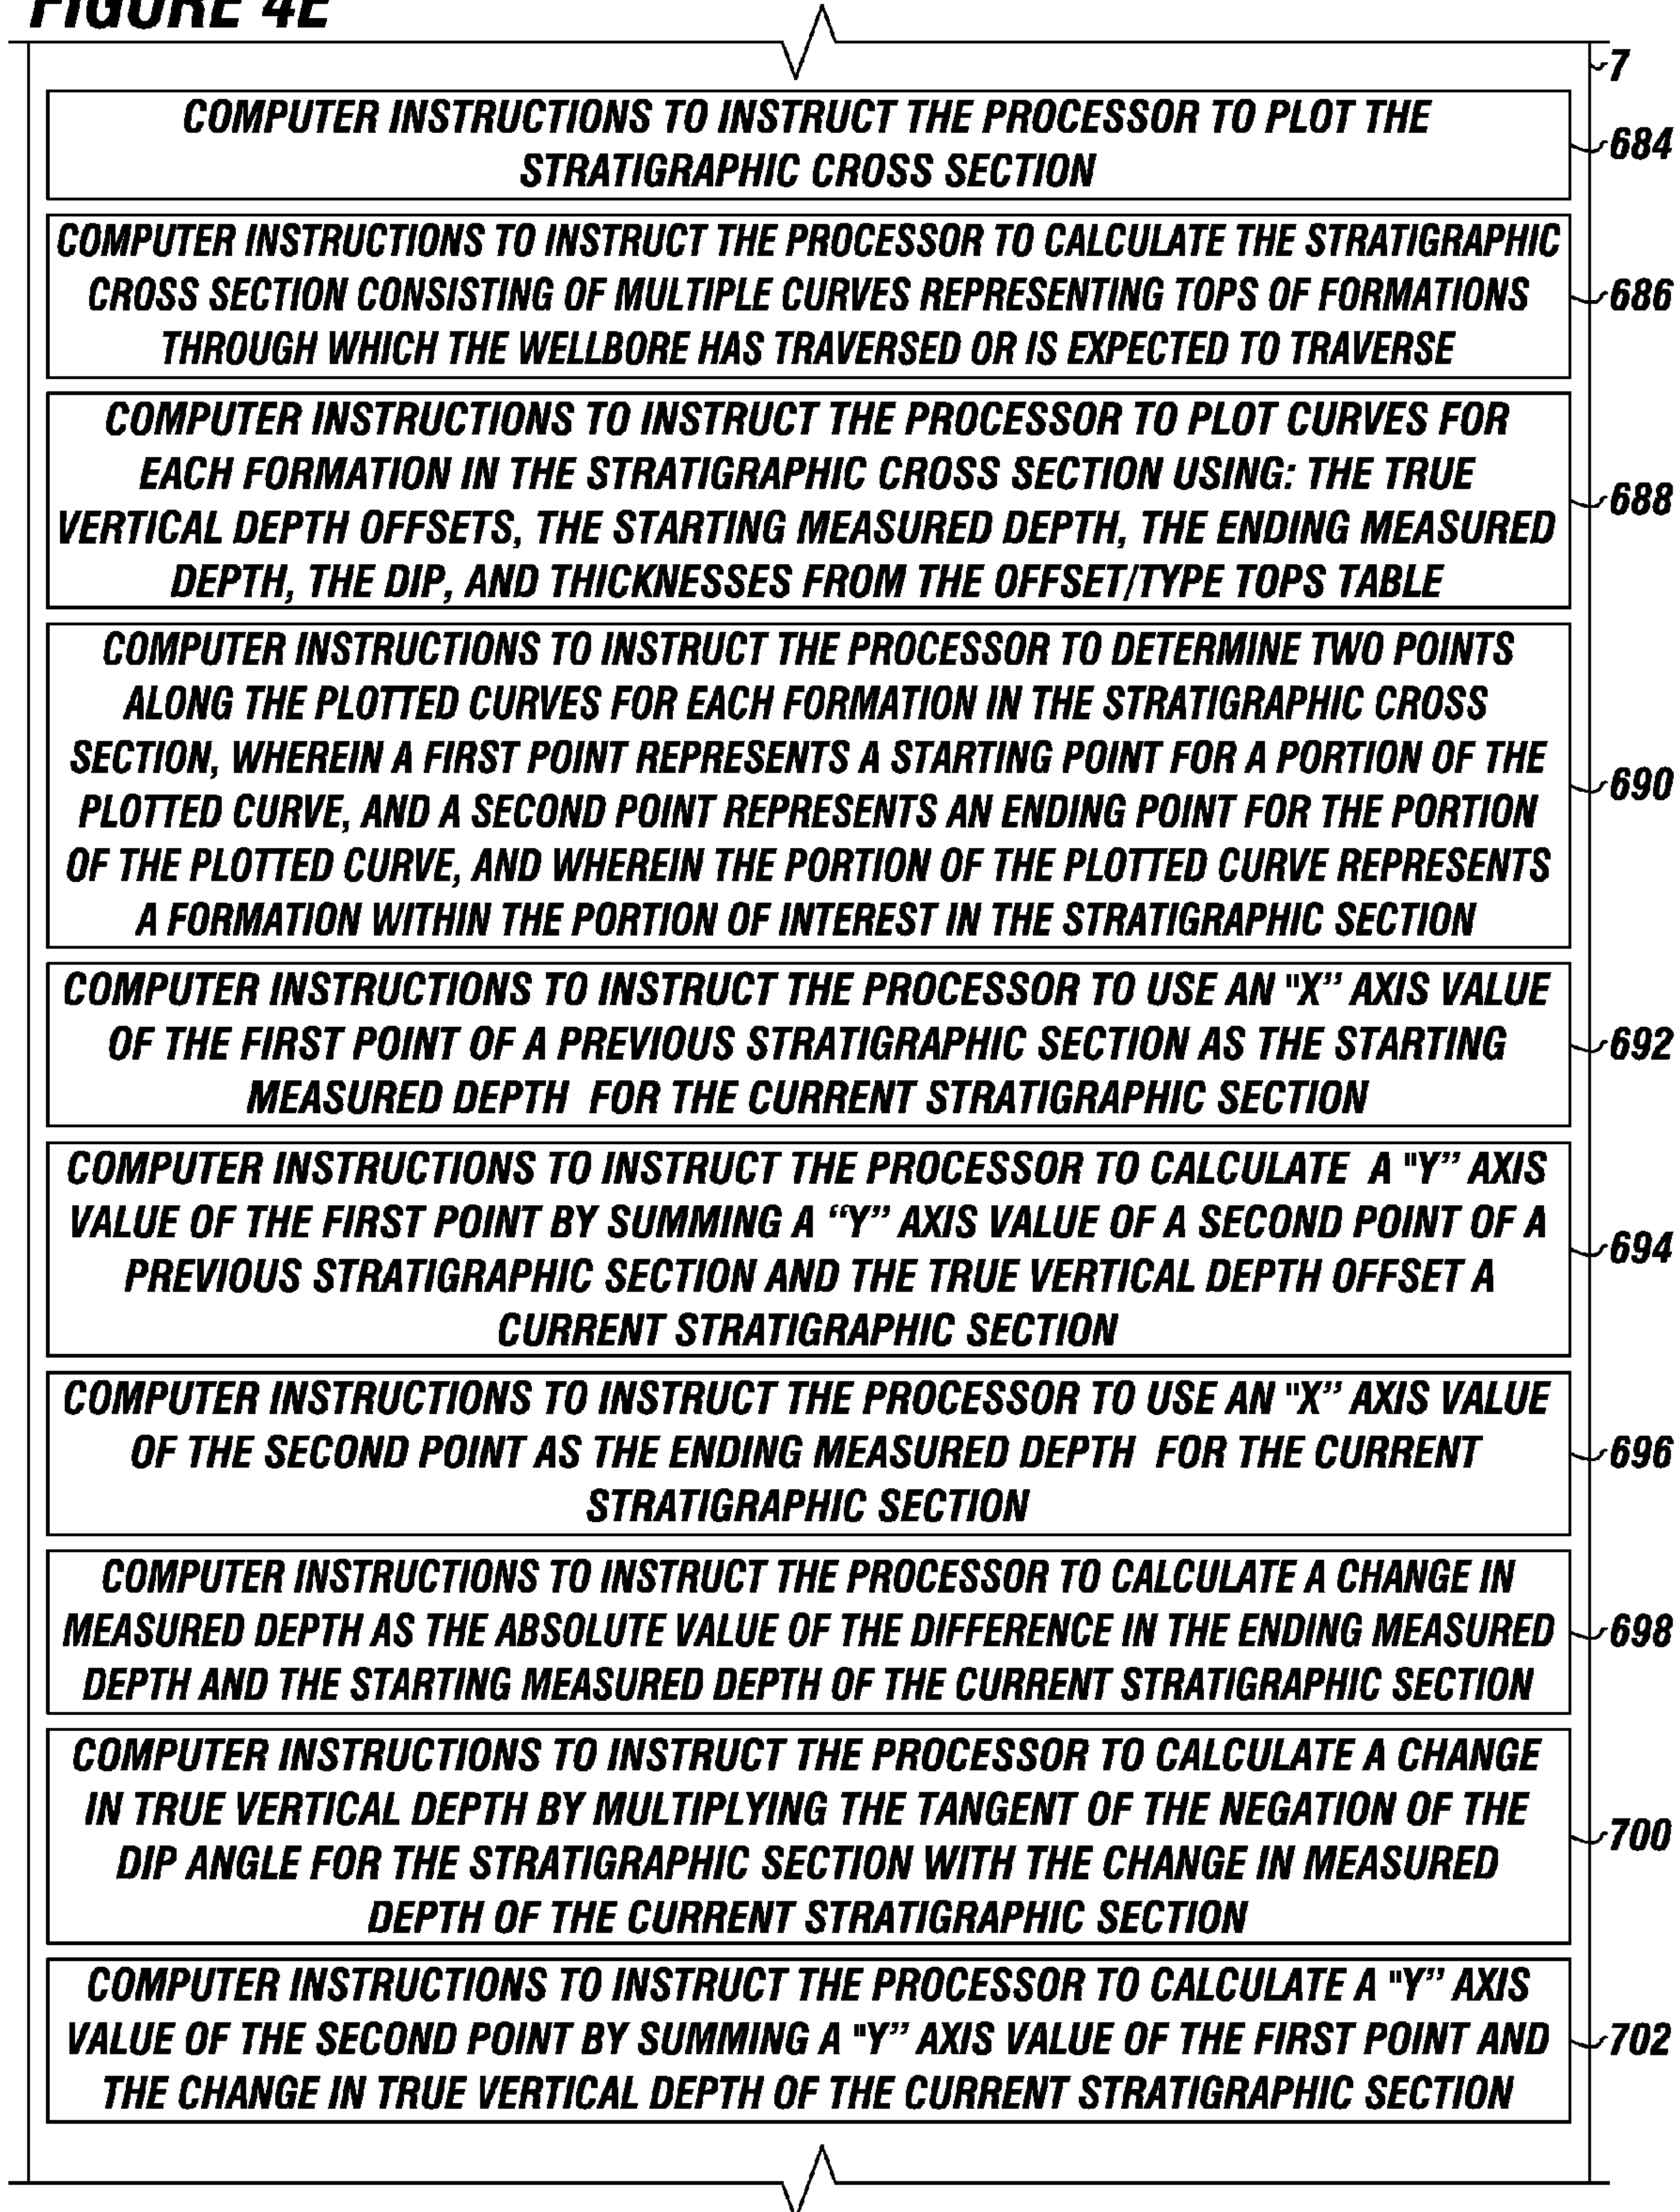 FIGURE 4E
7
COMPUTER INSTRUCTIONS TO INSTRUCT THE PROCESSOR TO PLOT THE
STRATIGRAPHIC CROSS SECTION
684
COMPUTER INSTRUCTIONS TO INSTRUCT THE PROCESSOR TO CALCULATE THE STRATIGRAPHIC
CROSS SECTION CONSISTING OF MULTIPLE CURVES REPRESENTING TOPS OF FORMATIONS
THROUGH WHICH THE WELLBORE HAS TRAVERSED OR IS EXPECTED TO TRAVERSE
686
COMPUTER INSTRUCTIONS TO INSTRUCT THE PROCESSOR TO PLOT CURVES FOR
EACH FORMATION IN THE STRATIGRAPHIC CROSS SECTION USING: THE TRUE
VERTICAL DEPTH OFFSETS, THE STARTING MEASURED DEPTH, THE ENDING MEASURED
DEPTH, THE DIP, AND THICKNESSES FROM THE OFFSET/TYPE TOPS TABLE
688
COMPUTER INSTRUCTIONS TO INSTRUCT THE PROCESSOR TO DETERMINE TWO POINTS
ALONG THE PLOTTED CURVES FOR EACH FORMATION IN THE STRATIGRAPHIC CROSS
SECTION, WHEREIN A FIRST POINT REPRESENTS A STARTING POINT FOR A PORTION OF THE
PLOTTED CURVE, AND A SECOND POINT REPRESENTS AN ENDING POINT FOR THE PORTION
OF THE PLOTTED CURVE, AND WHEREIN THE PORTION OF THE PLOTTED CURVE REPRESENTS
A FORMATION WITHIN THE PORTION OF INTEREST IN THE STRATIGRAPHIC SECTION
690
COMPUTER INSTRUCTIONS TO INSTRUCT THE PROCESSOR TO USE AN "X” AXIS VALUE
OF THE FIRST POINT OF A PREVIOUS STRATIGRAPHIC SECTION AS THE STARTING
MEASURED DEPTH FOR THE CURRENT STRATIGRAPHIC SECTION
692
COMPUTER INSTRUCTIONS TO INSTRUCT THE PROCESSOR TO CALCULATE A "Y” AXIS
VALUE OF THE FIRST POINT BY SUMMING A “Y” AXIS VALUE OF A SECOND POINT OF A
PREVIOUS STRATIGRAPHIC SECTION AND THE TRUE VERTICAL DEPTH OFFSET A
CURRENT STRATIGRAPHIC SECTION
694
COMPUTER INSTRUCTIONS TO INSTRUCT THE PROCESSOR TO USE AN "X” AXIS VALUE
OF THE SECOND POINT AS THE ENDING MEASURED DEPTH FOR THE CURRENT
STRATIGRAPHIC SECTION
696
COMPUTER INSTRUCTIONS TO INSTRUCT THE PROCESSOR TO CALCULATE A CHANGE IN
MEASURED DEPTH AS THE ABSOLUTE VALUE OF THE DIFFERENCE IN THE ENDING MEASURED
DEPTH AND THE STARTING MEASURED DEPTH OF THE CURRENT STRATIGRAPHIC SECTION
698
COMPUTER INSTRUCTIONS TO INSTRUCT THE PROCESSOR TO CALCULATE A CHANGE
IN TRUE VERTICAL DEPTH BY MULTIPLYING THE TANGENT OF THE NEGATION OF THE
DIP ANGLE FOR THE STRATIGRAPHIC SECTION WITH THE CHANGE IN MEASURED
DEPTH OF THE CURRENT STRATIGRAPHIC SECTION
700
COMPUTER INSTRUCTIONS TO INSTRUCT THE PROCESSOR TO CALCULATE A "Y” AXIS
VALUE OF THE SECOND POINT BY SUMMING A "Y” AXIS VALUE OF THE FIRST POINT AND
THE CHANGE IN TRUE VERTICAL DEPTH OF THE CURRENT STRATIGRAPHIC SECTION
702